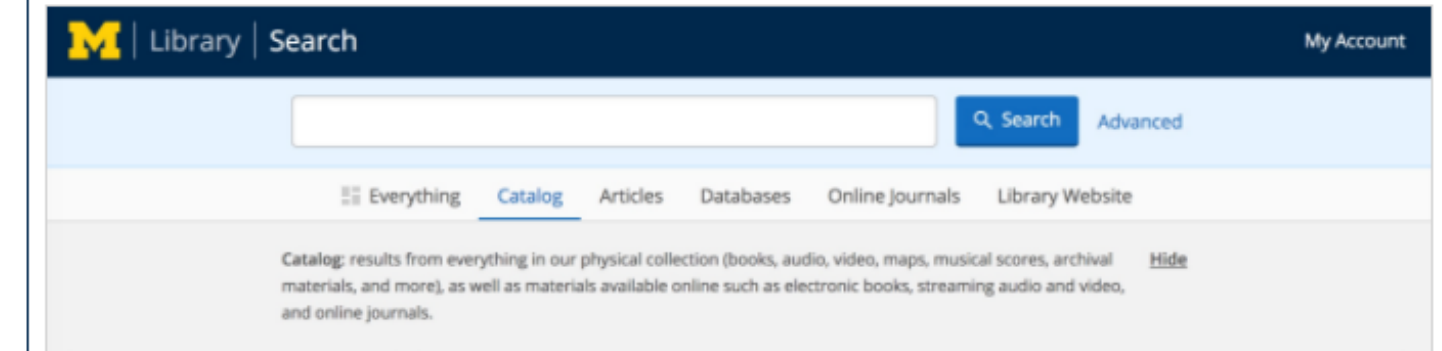 M | Library | Search My Account
Search Advanced
Everything Catalog Articles Databases Online Journals Library Website
Catalog: results from everything in our physical collection (books, audio, video, maps, musical scores, archival Hide
materials, and more), as well as materials available online such as electronic books, streaming audio and video,
and online journals.